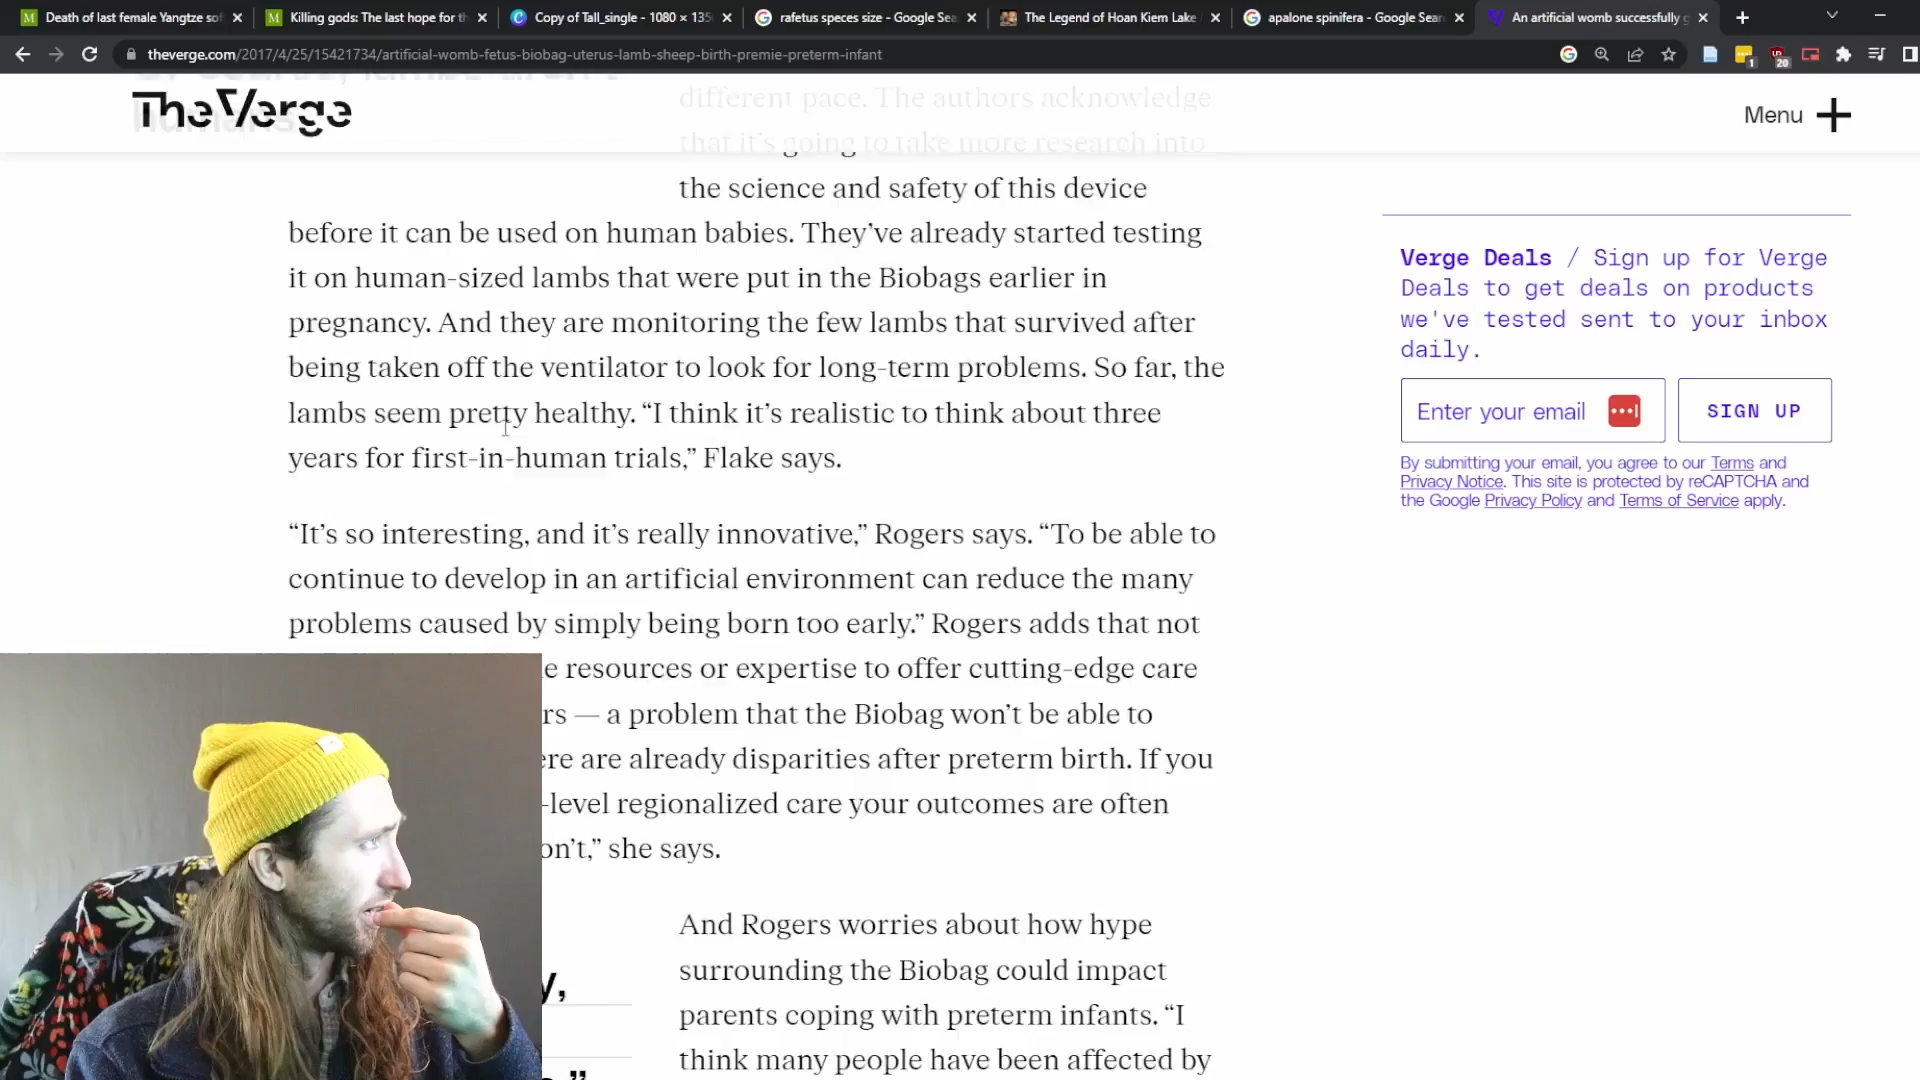 Death of last female Yangtze sof
Killing gods: The last hope for th
Copy of Tall_single - 1080 × 135
rafetus speces size - Google Sea
The Legend of Hoan Kiem Lake
apalone spinifera - Google Sear
An artificial womb successfully g
theverge.com/2017/4/25/15421734/artificial-womb-fetus-biobag-uterus-lamb-sheep-birth-premie-preterm-infant
1
20
The Verge
Menu
different pace. The authors acknowledge
that it's going to take more research into
the science and safety of this device
before it can be used on human babies. They’ve already started testing
it on human-sized lambs that were put in the Biobags earlier in
pregnancy. And they are monitoring the few lambs that survived after
being taken off the ventilator to look for long-term problems. So far, the
lambs seem pretty healthy. “I think it’s realistic to think about three
years for first-in-human trials,” Flake says.
“It’s so interesting, and it’s really innovative,” Rogers says. “To be able to
continue to develop in an artificial environment can reduce the many
problems caused by simply being born too early.” Rogers adds that not
e resources or expertise to offer cutting-edge care
rs — a problem that the Biobag won’t be able to
ere are already disparities after preterm birth. If you
-level regionalized care your outcomes are often
on’t,” she says.
And Rogers worries about how hype
surrounding the Biobag could impact
parents coping with preterm infants. “I
think many people have been affected by
y,
Verge Deals / Sign up for Verge
Deals to get deals on products
we've tested sent to your inbox
daily.
Enter your email
SIGN UP
By submitting your email, you agree to our Terms and
Privacy Notice. This site is protected by reCAPTCHA and
the Google Privacy Policy and Terms of Service apply.